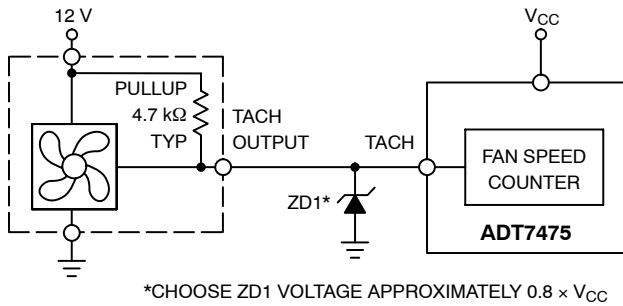 12 V
V_CC
PULLUP
4.7 kΩ
TYP
TACH
OUTPUT
TACH
FAN SPEED
COUNTER
ZD1*
ADT7475
*CHOOSE ZD1 VOLTAGE APPROXIMATELY 0.8 × V_CC